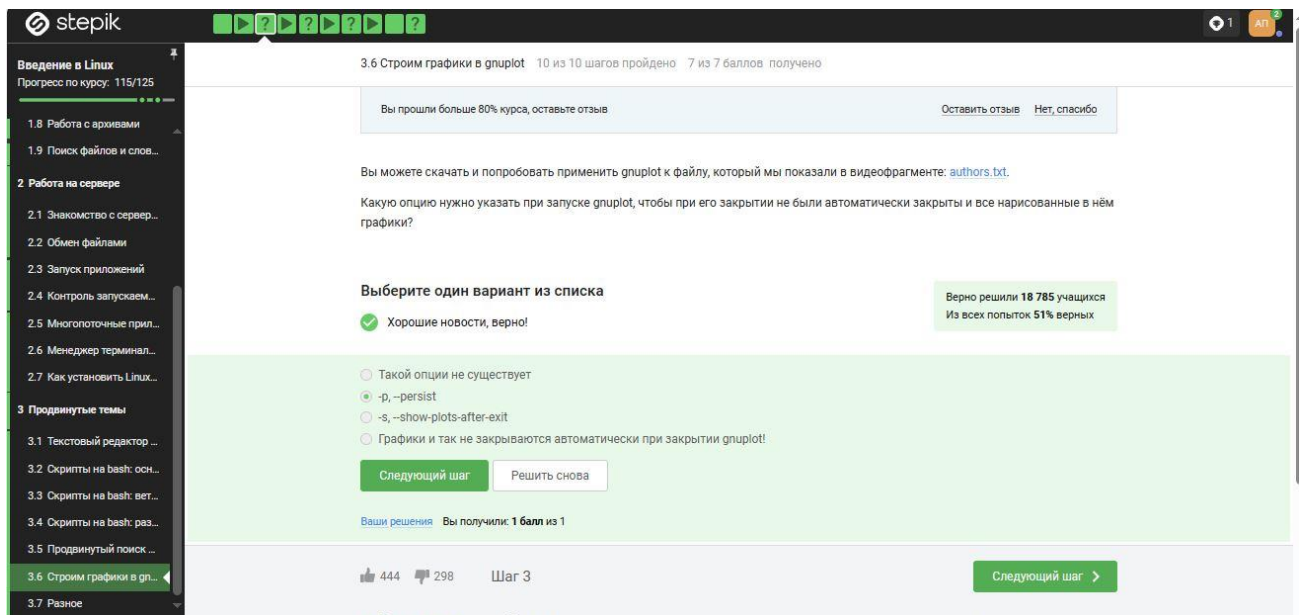 stepik
1
АП
2
Введение в Linux
Прогресс по курсу: 115/125
1.8 Работа с архивами
1.9 Поиск файлов и слов...
2 Работа на сервере
2.1 Знакомство с сервер...
2.2 Обмен файлами
2.3 Запуск приложений
2.4 Контроль запускаем...
2.5 Многопоточные прил...
2.6 Менеджер терминал...
2.7 Как установить Linux...
3 Продвинутые темы
3.1 Текстовый редактор ...
3.2 Скрипты на bash: осн...
3.3 Скрипты на bash: вет...
3.4 Скрипты на bash: раз...
3.5 Продвинутый поиск ...
3.6 Строим графики в gn...
3.7 Разное
3.6 Строим графики в gnuplot 10 из 10 шагов пройдено 7 из 7 баллов получено
Вы прошли больше 80% курса, оставьте отзыв Оставить отзыв Нет, спасибо
Вы можете скачать и попробовать применить gnuplot к файлу, который мы показали в видеофрагменте: authors.txt.
Какую опцию нужно указать при запуске gnuplot, чтобы при его закрытии не были автоматически закрыты и все нарисованные в нём
графики?
Выберите один вариант из списка
Хорошие новости, верно!
Верно решили 18 785 учащихся
Из всех попыток 51% верных
Такой опции не существует
-p, --persist
-s, --show-plots-after-exit
Графики и так не закрываются автоматически при закрытии gnuplot!
Следующий шаг Решить снова
Ваши решения Вы получили: 1 балл из 1
444 298 Шаг 3 Следующий шаг